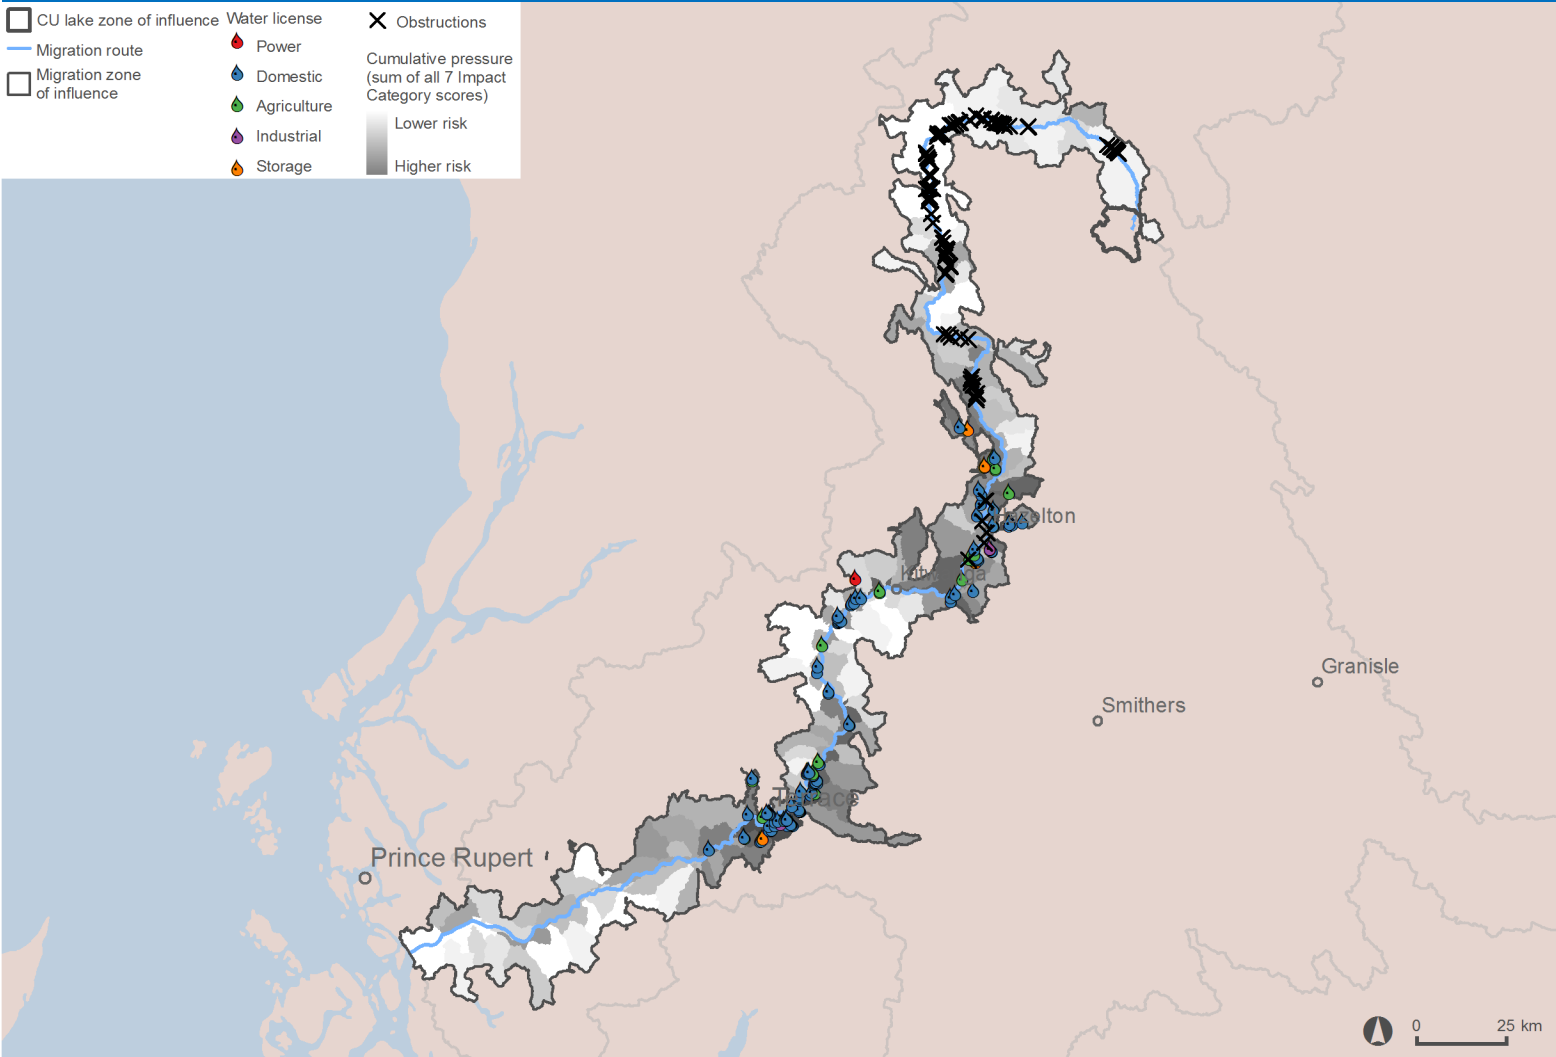 CU lake zone of influence
Migration route
Migration zone
of influence
Water license
Power
Domestic
Agriculture
Industrial
Storage
Obstructions
Cumulative pressure
(sum of all 7 Impact
Category scores)
Lower risk
Higher risk
Granisle
Smithers
Terrace
Prince Rupert
0
25 km